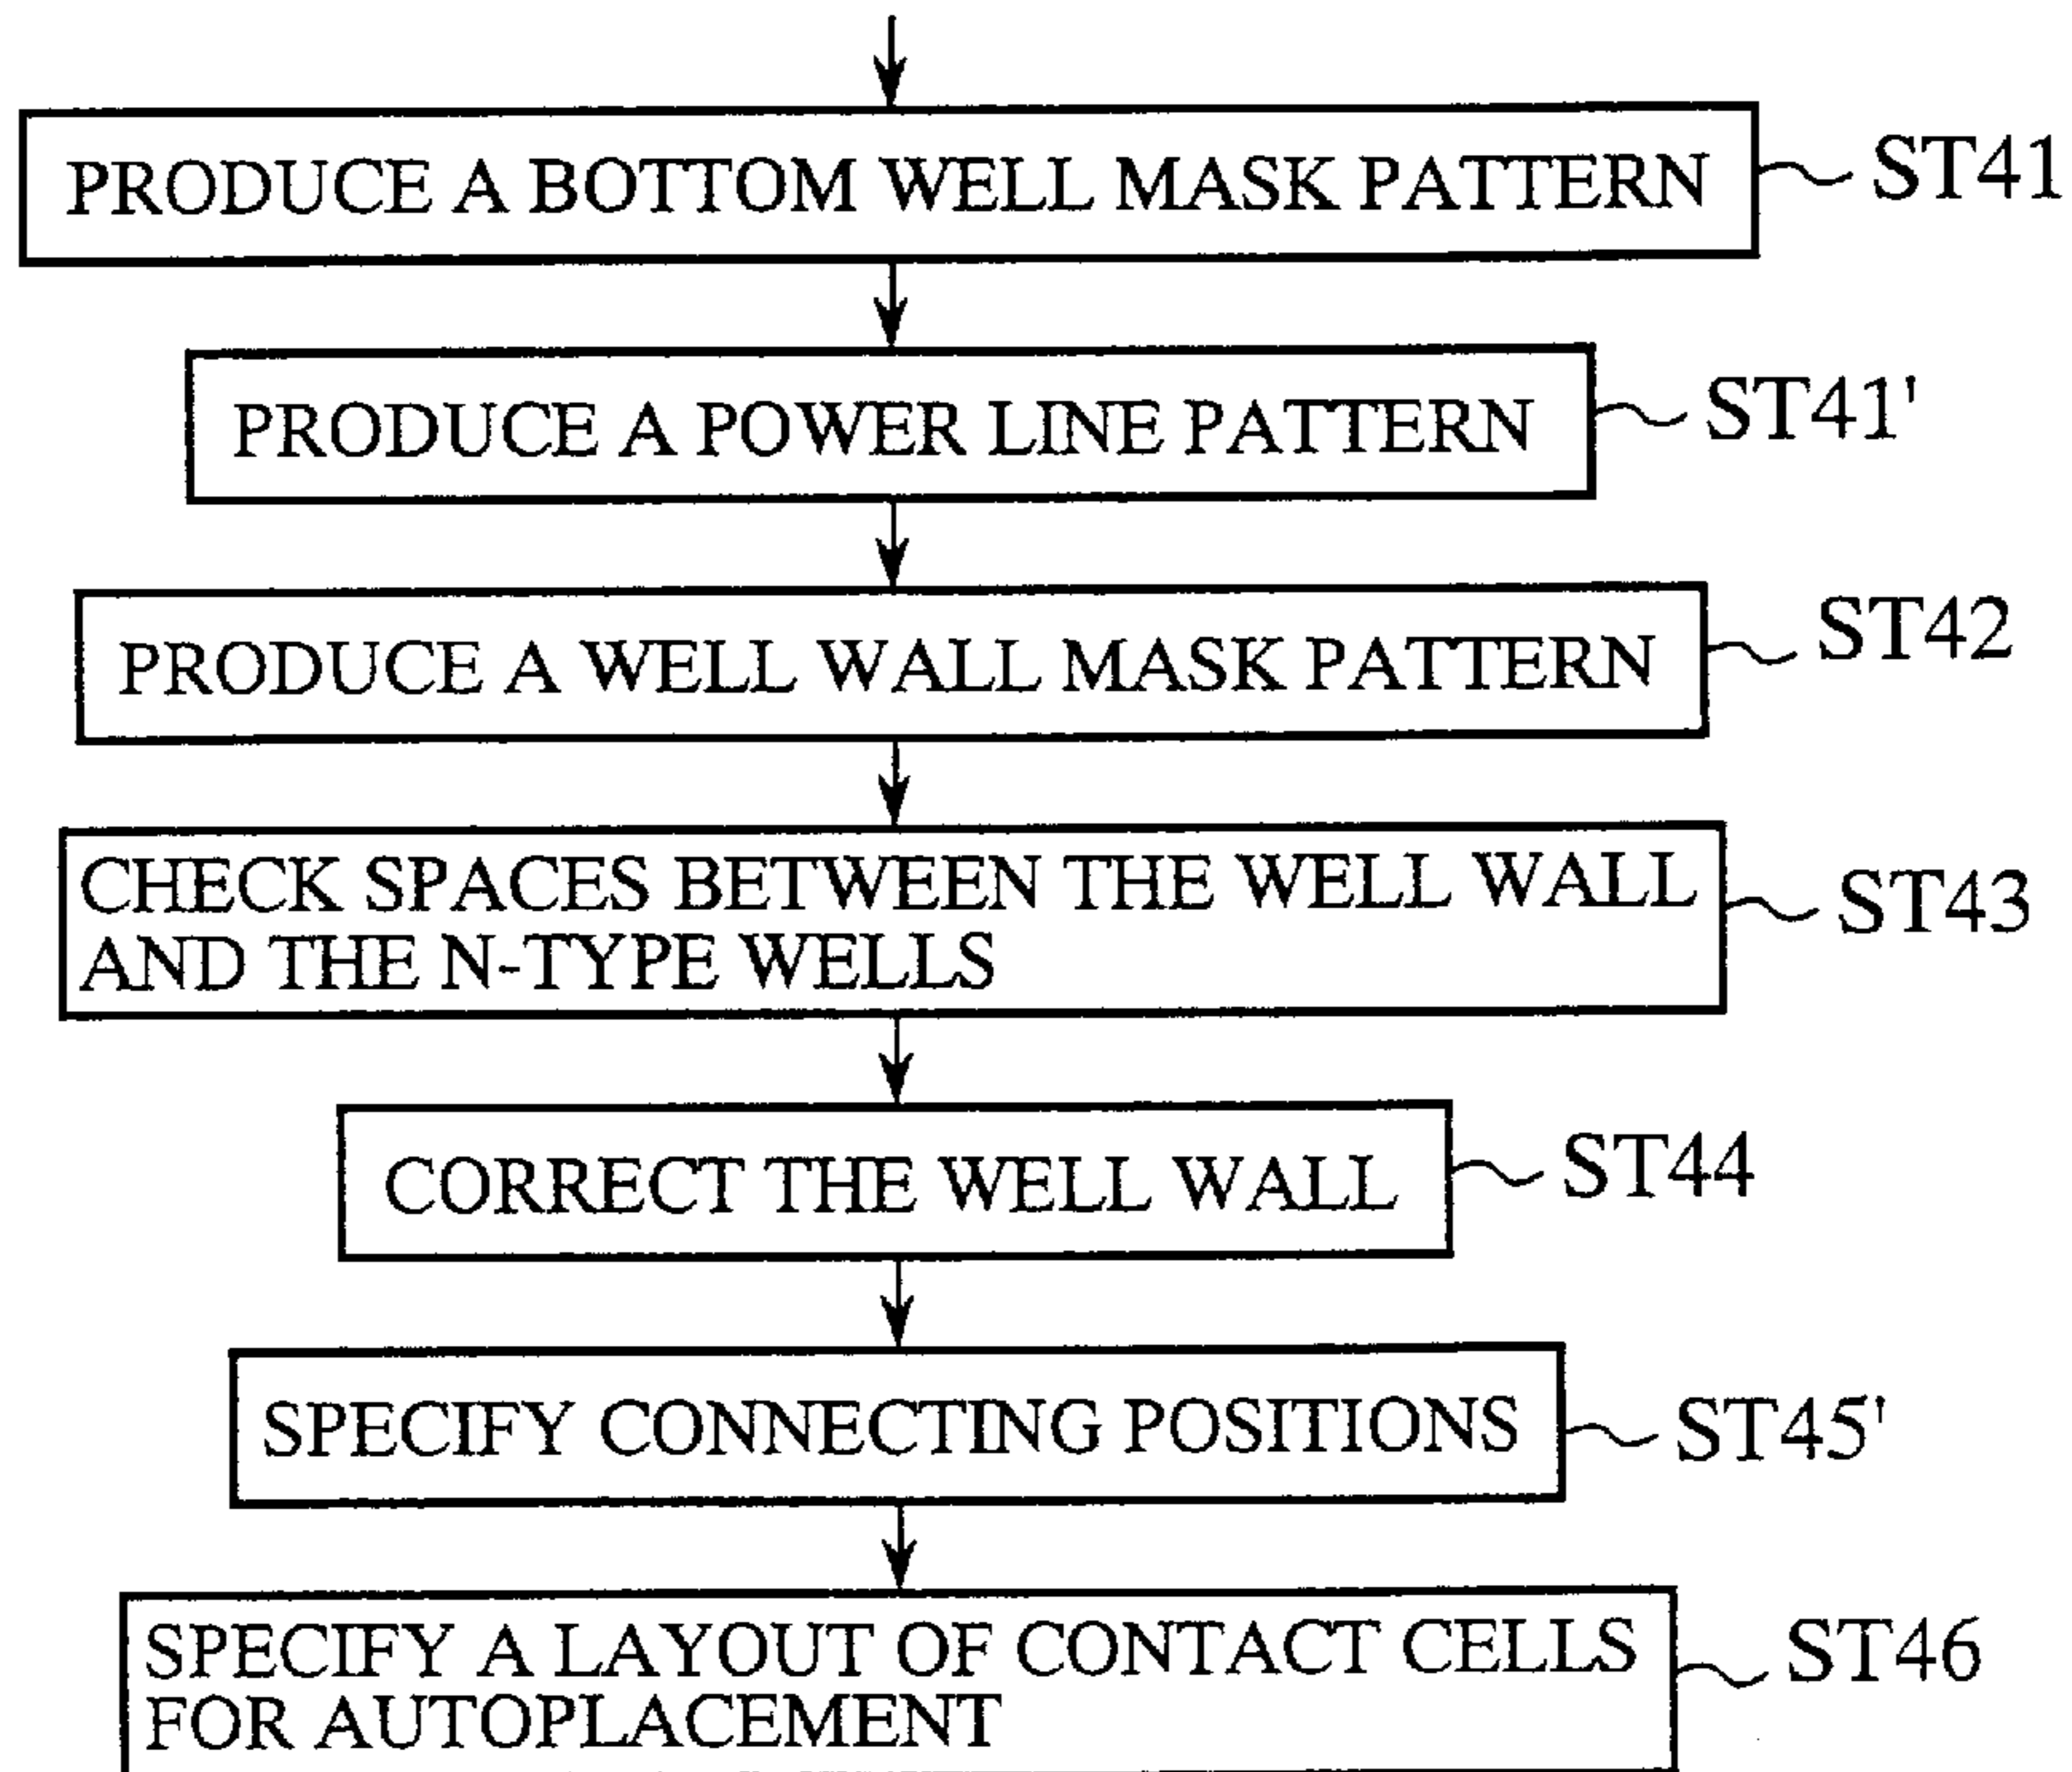 PRODUCE A BOTTOM WELL MASK PATTERN ST41
PRODUCE A POWER LINE PATTERN ST41'
PRODUCE A WELL WALL MASK PATTERN ST42
CHECK SPACES BETWEEN THE WELL WALL
AND THE N-TYPE WELLS
ST43
CORRECT THE WELL WALL ST44
SPECIFY CONNECTING POSITIONS ST45'
SPECIFY A LAYOUT OF CONTACT CELLS
FOR AUTOPLACEMENT
ST46